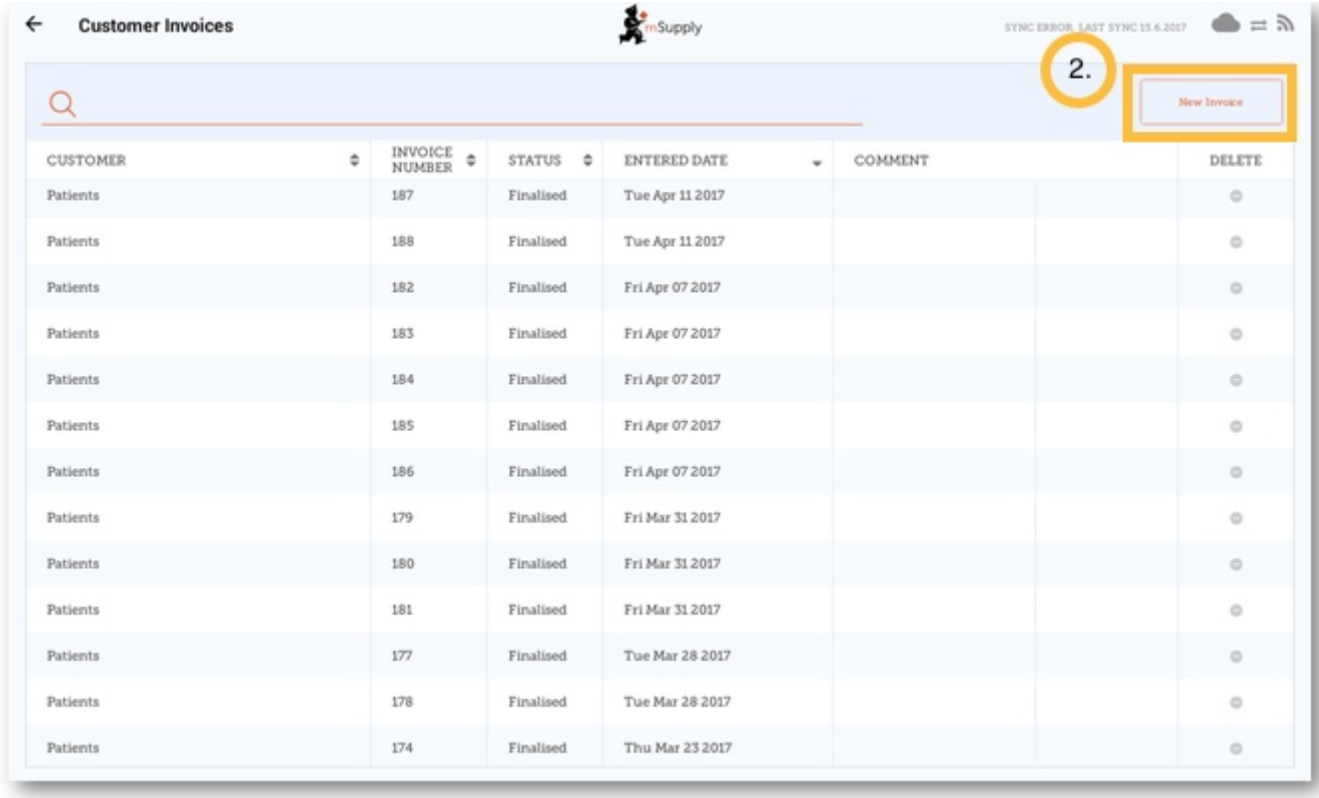 Customer Invoices
mSupply
SYNC ERROR. LAST SYNC 15.6.2017
2.
New Invoice
CUSTOMER INVOICE NUMBER STATUS ENTERED DATE COMMENT DELETE
Patients 187 Finalised Tue Apr 11 2017
Patients 188 Finalised Tue Apr 11 2017
Patients 182 Finalised Fri Apr 07 2017
Patients 183 Finalised Fri Apr 07 2017
Patients 184 Finalised Fri Apr 07 2017
Patients 185 Finalised Fri Apr 07 2017
Patients 186 Finalised Fri Apr 07 2017
Patients 179 Finalised Fri Mar 31 2017
Patients 180 Finalised Fri Mar 31 2017
Patients 181 Finalised Fri Mar 31 2017
Patients 177 Finalised Tue Mar 28 2017
Patients 178 Finalised Tue Mar 28 2017
Patients 174 Finalised Thu Mar 23 2017